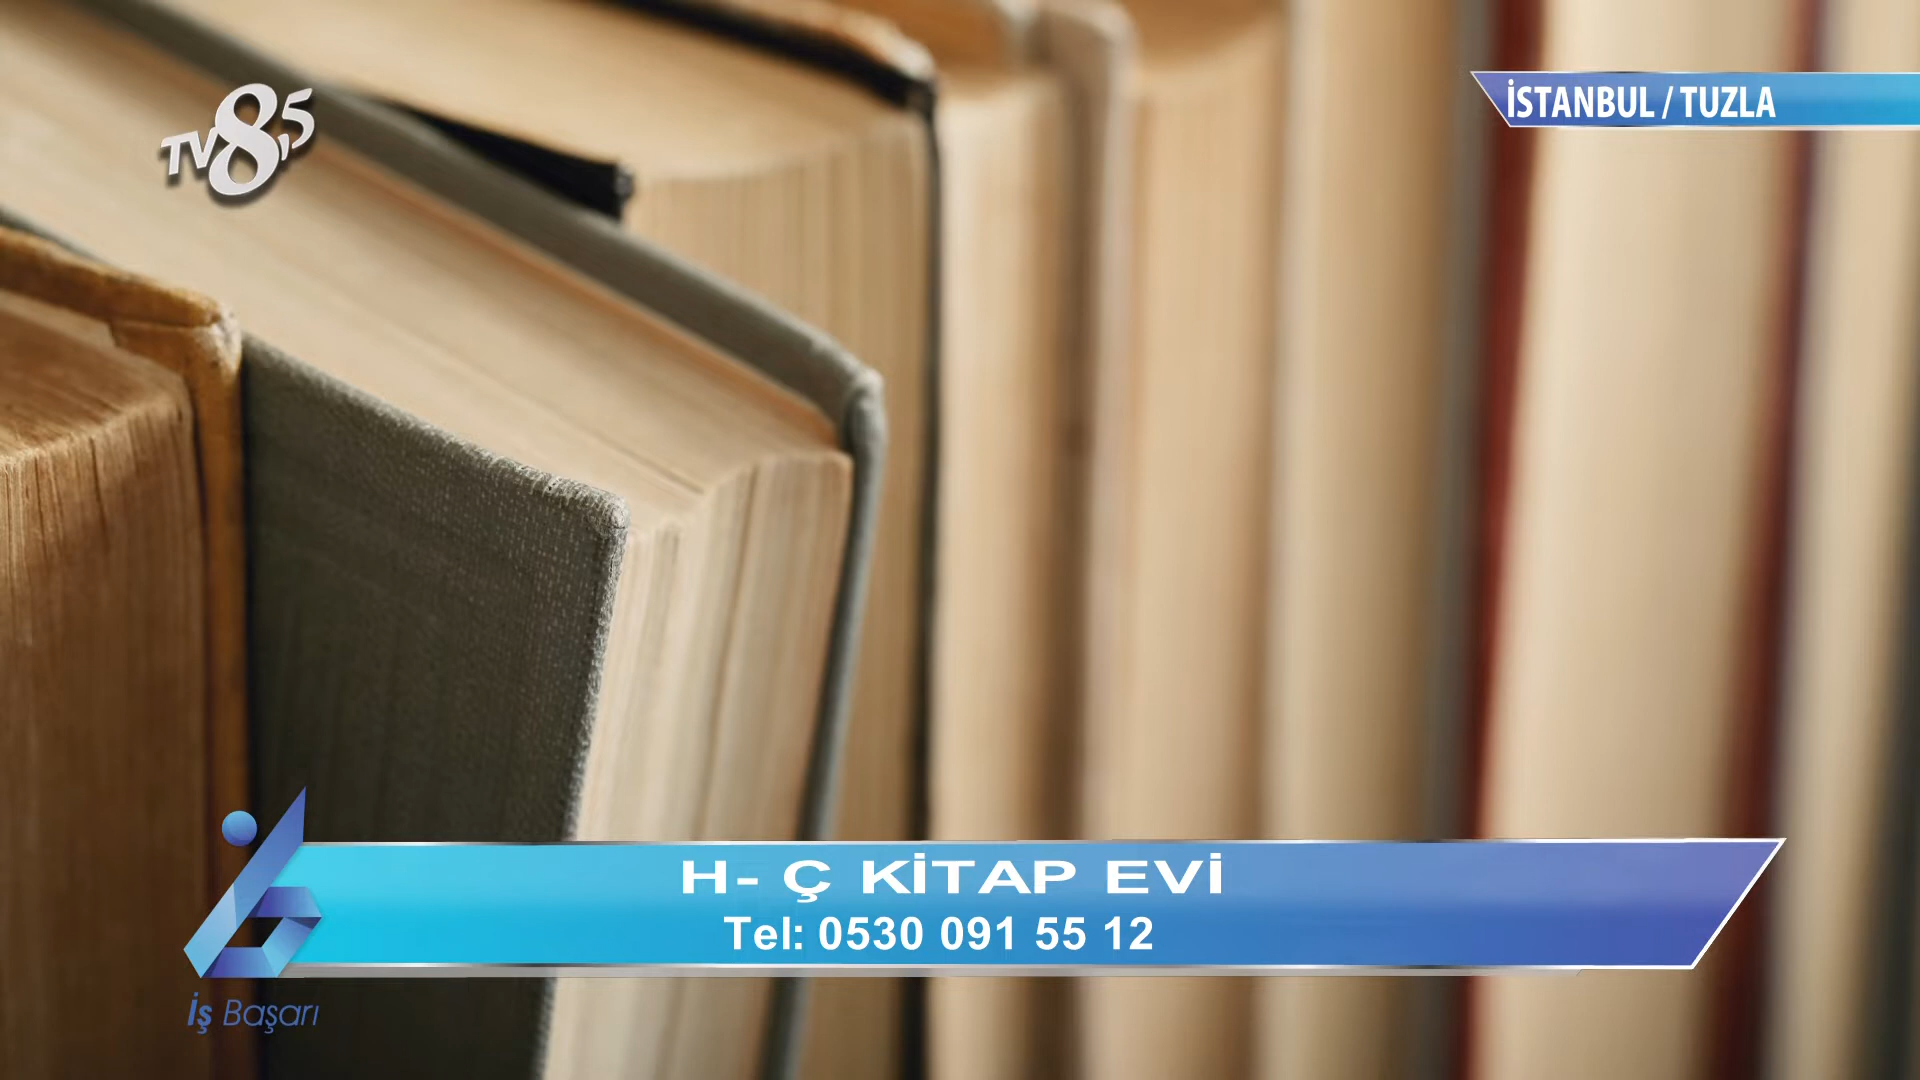 TV8,5
İSTANBUL / TUZLA
H- Ç KİTAP EVİ
Tel: 0530 091 55 12
İş Başarı